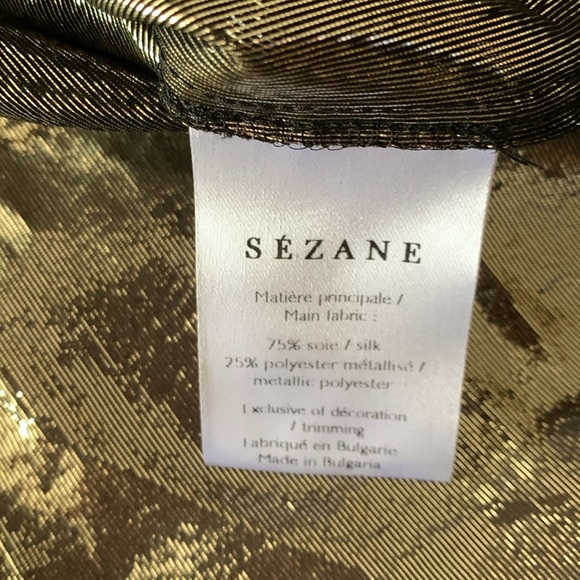 SÉZANE
Matière principale /
Main fabric :
75% soie / silk
25% polyester métallisé /
metallic polyester
Exclusive of décoration
/ trimming
Fabriqué en Bulgarie
Made in Bulgaria